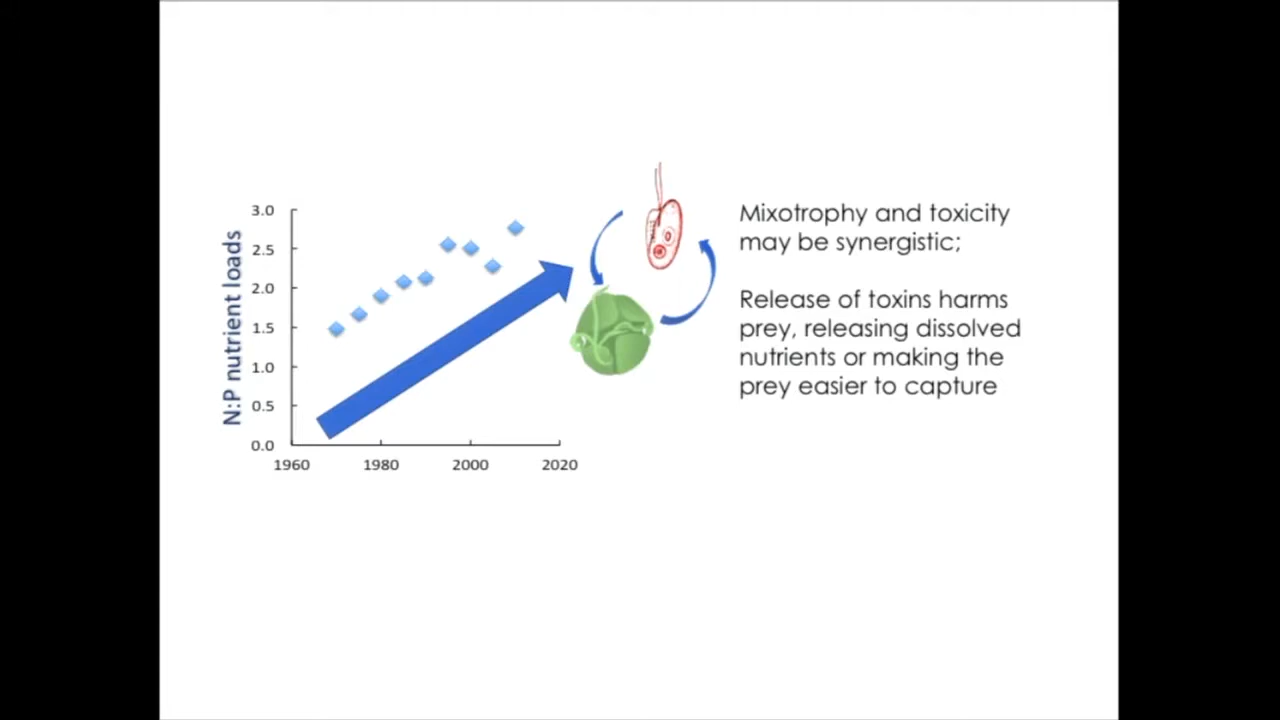 N:P nutrient loads
3.0
2.5
2.0
1.5
1.0
0.5
0.0
1960
1980
2000
2020
Mixotrophy and toxicity
may be synergistic;
Release of toxins harms
prey, releasing dissolved
nutrients or making the
prey easier to capture